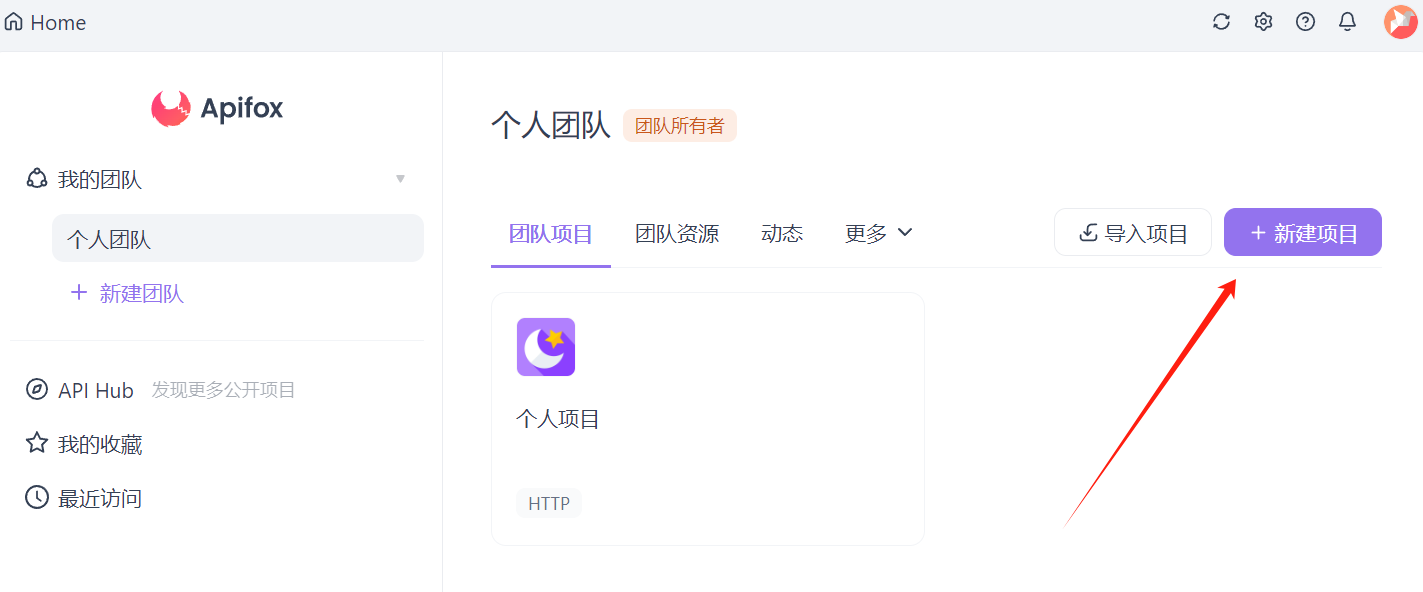 Home
Apifox
我的团队
个人团队
+ 新建团队
API Hub 发现更多公开项目
我的收藏
最近访问
个人团队 团队所有者
团队项目 团队资源 动态 更多 导入项目 + 新建项目
个人项目
HTTP